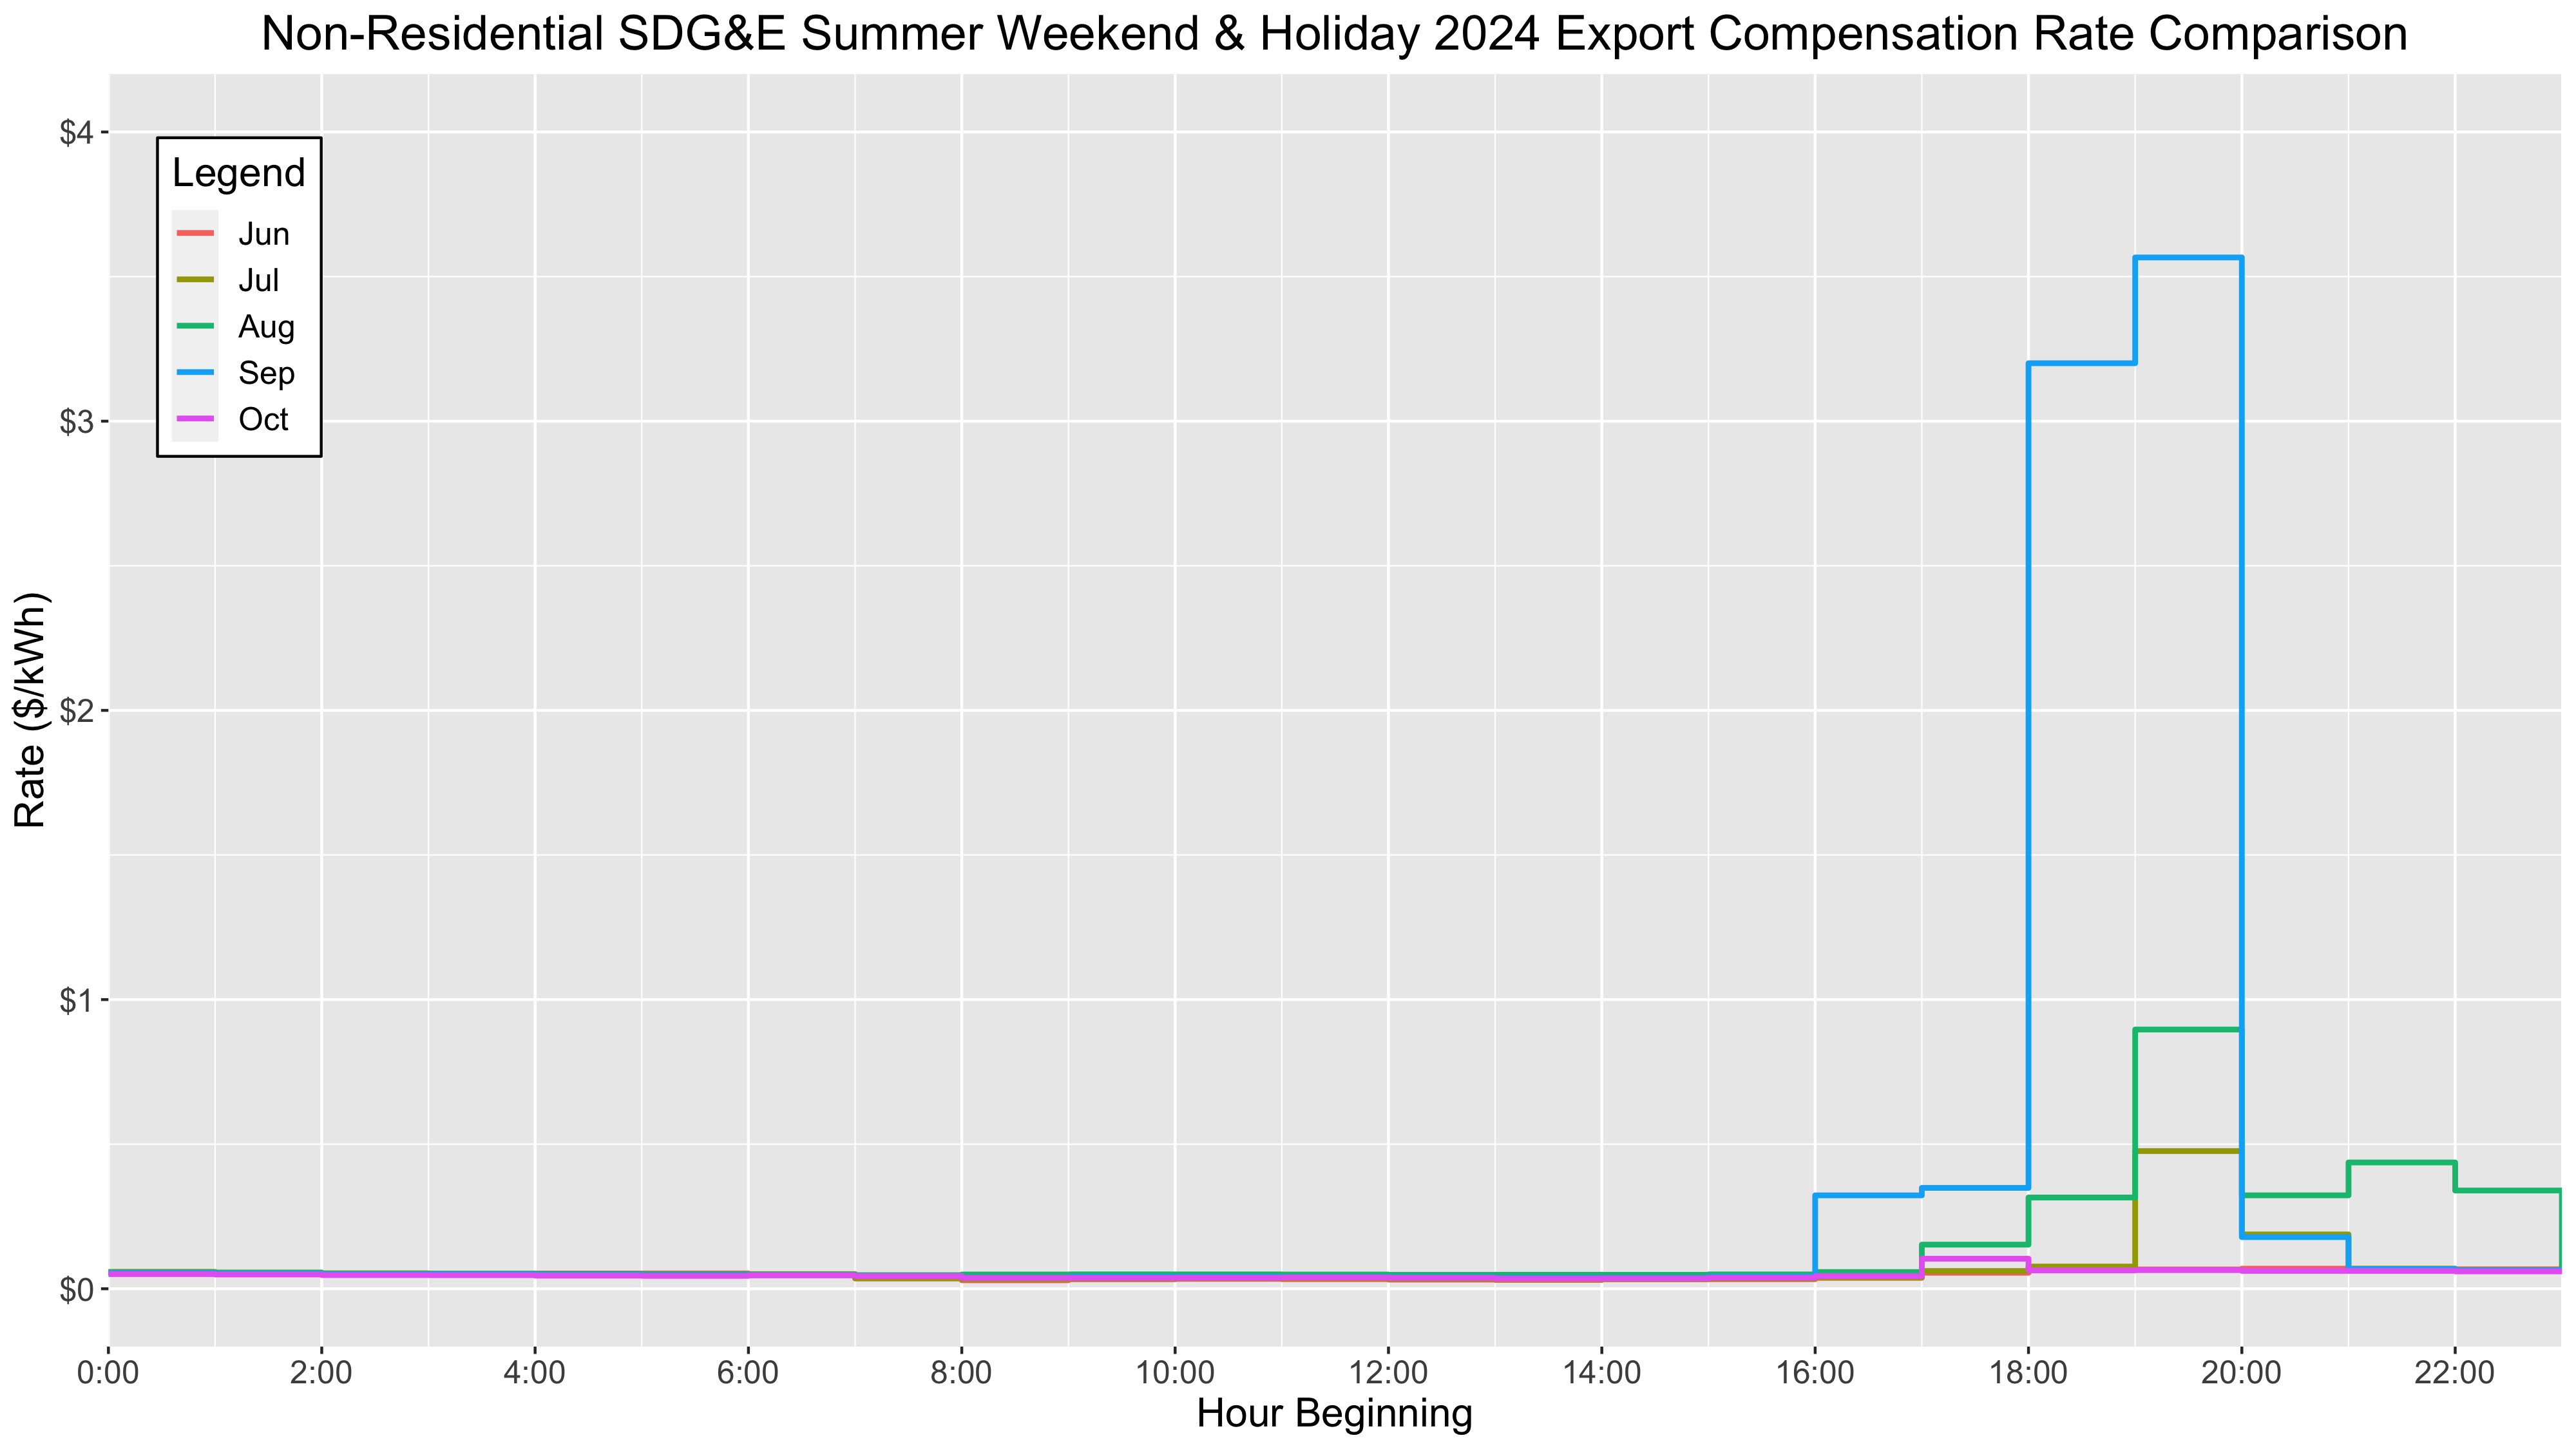 Non-Residential SDG&E Summer Weekend & Holiday 2024 Export Compensation Rate Comparison
$4
Legend
Jun
Jul
Aug
Sep
Oct
$3
Rate ($/kWh)
$2
$1
$0
0:00 2:00 4:00 6:00 8:00 10:00 12:00 14:00 16:00 18:00 20:00 22:00
Hour Beginning